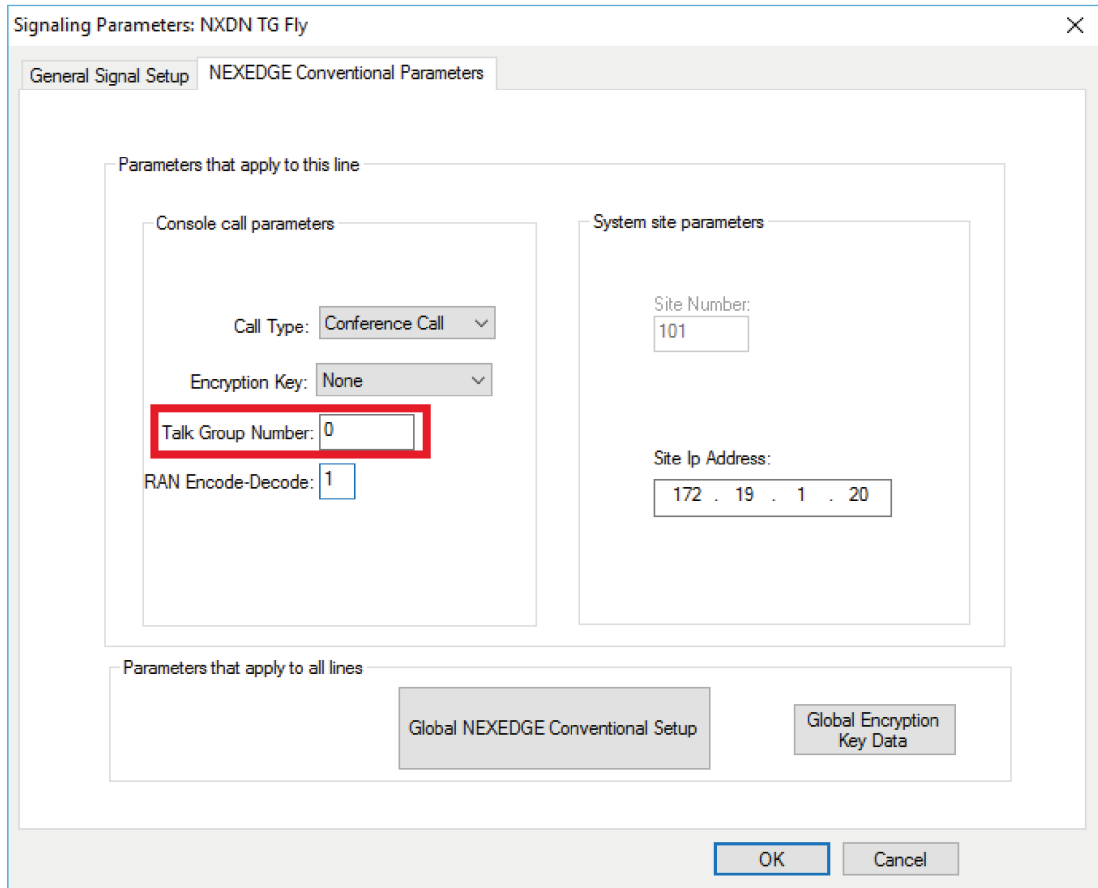 Signaling Parameters: NXDN TG Fly
General Signal Setup
NEXEDGE Conventional Parameters
Parameters that apply to this line
Console call parameters
Call Type: Conference Call
Encryption Key: None
Talk Group Number: 0
RAN Encode-Decode: 1
System site parameters
Site Number:
101
Site Ip Address:
172 . 19 . 1 . 20
Parameters that apply to all lines
Global NEXEDGE Conventional Setup
Global Encryption
Key Data
OK
Cancel